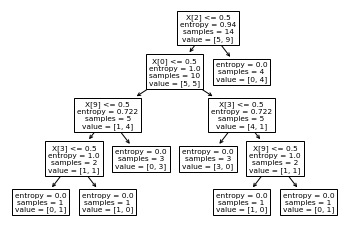 X[2] <= 0.5
entropy = 0.94
samples = 14
value = [5, 9]
X[0] <= 0.5
entropy = 1.0
samples = 10
value = [5, 5]
entropy = 0.0
samples = 4
value = [0, 4]
X[9] <= 0.5
entropy = 0.722
samples = 5
value = [1, 4]
X[3] <= 0.5
entropy = 0.722
samples = 5
value = [4, 1]
X[3] <= 0.5
entropy = 1.0
samples = 2
value = [1, 1]
entropy = 0.0
samples = 3
value = [0, 3]
entropy = 0.0
samples = 3
value = [3, 0]
X[9] <= 0.5
entropy = 1.0
samples = 2
value = [1, 1]
entropy = 0.0
samples = 1
value = [0, 1]
entropy = 0.0
samples = 1
value = [1, 0]
entropy = 0.0
samples = 1
value = [1, 0]
entropy = 0.0
samples = 1
value = [0, 1]